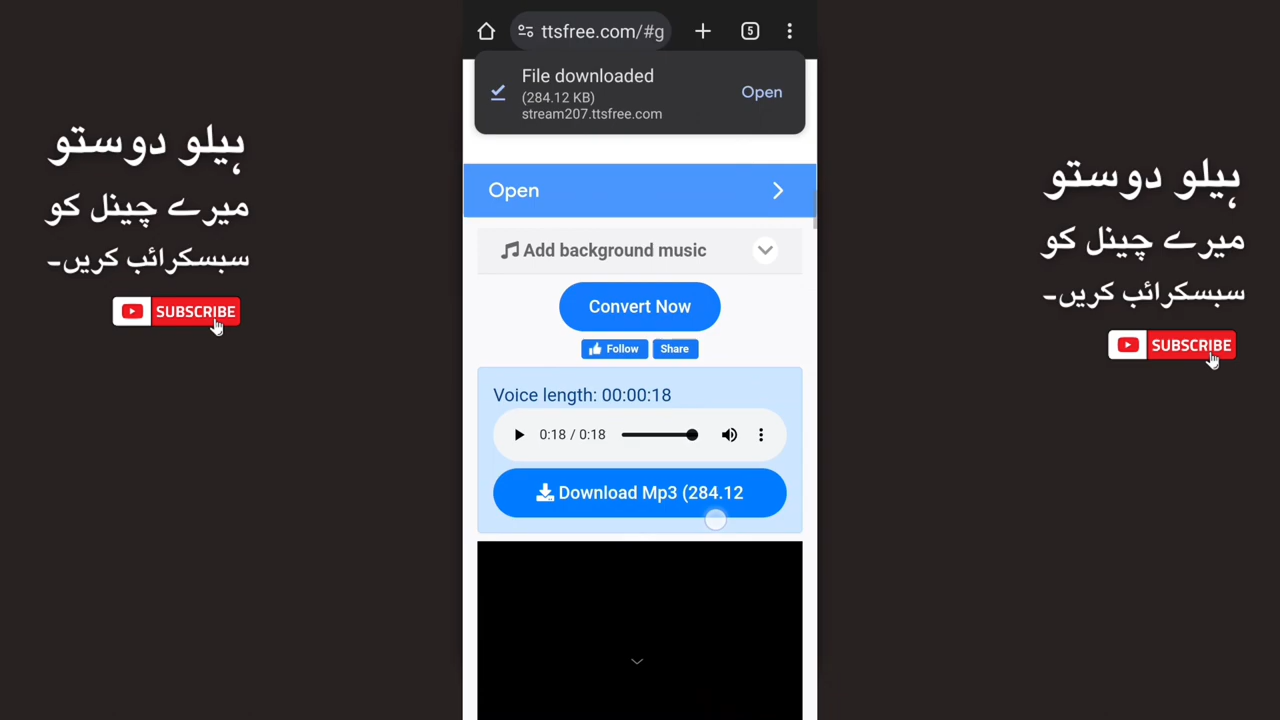 ہیلو دوستو
میرے چینل کو
سبسکرائب کریں۔
SUBSCRIBE
ttsfree.com/#g
5
File downloaded
(284.12 KB)
stream207.ttsfree.com
Open
Open
Add background music
Convert Now
Follow
Share
Voice length: 00:00:18
0:18 / 0:18
Download Mp3 (284.12
ہیلو دوستو
میرے چینل کو
سبسکرائب کریں۔
SUBSCRIBE